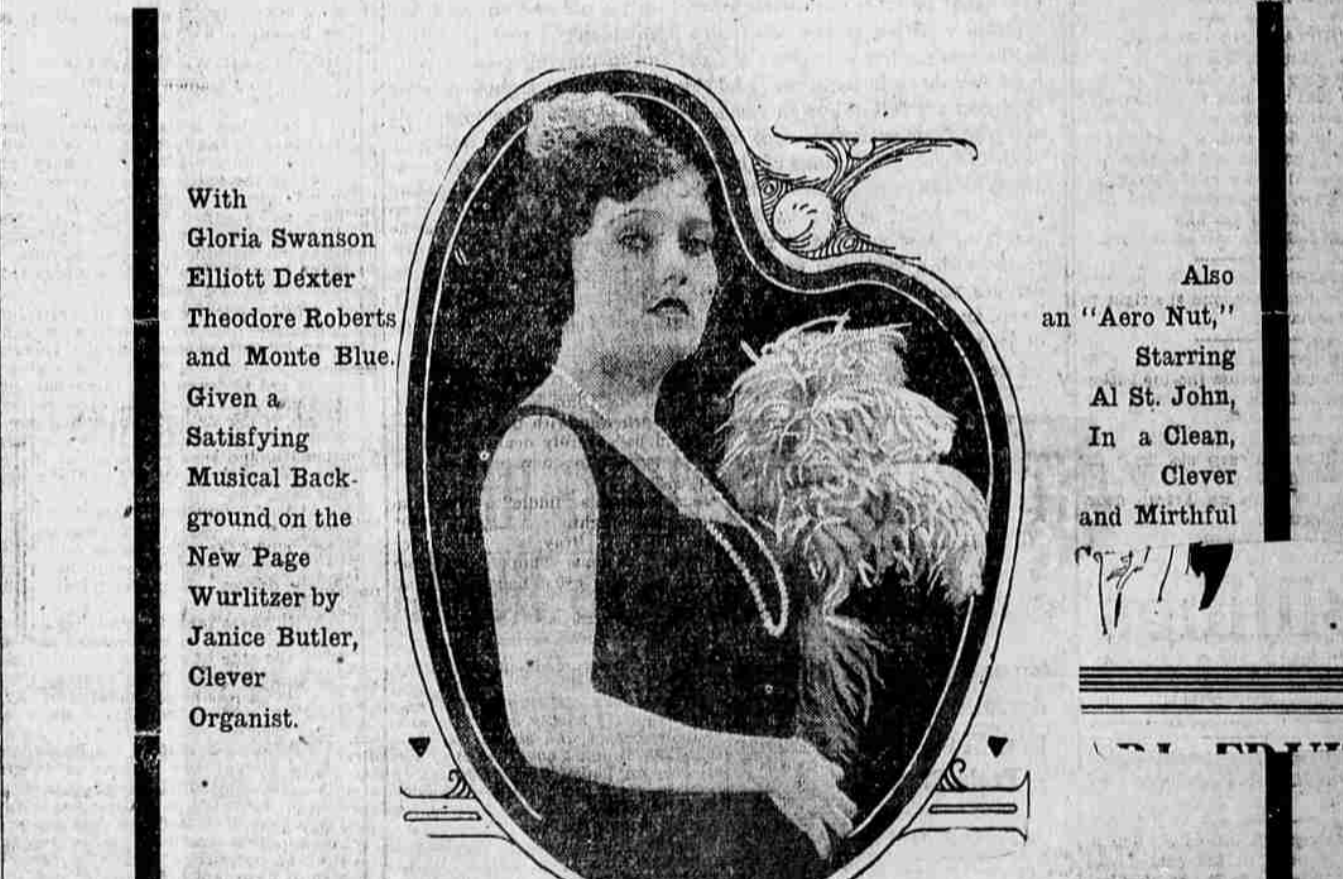 With
Gloria Swanson
Elliott Dexter
Theodore Roberts
and Monte Blue.
Given a
Satisfying
Musical Back-
ground on the
New Page
Wurlitzer by
Janice Butler,
Clever
Organist.
Also
an "Aero Nut,"
Starring
Al St. John,
In a Clean,
Clever
and Mirthful